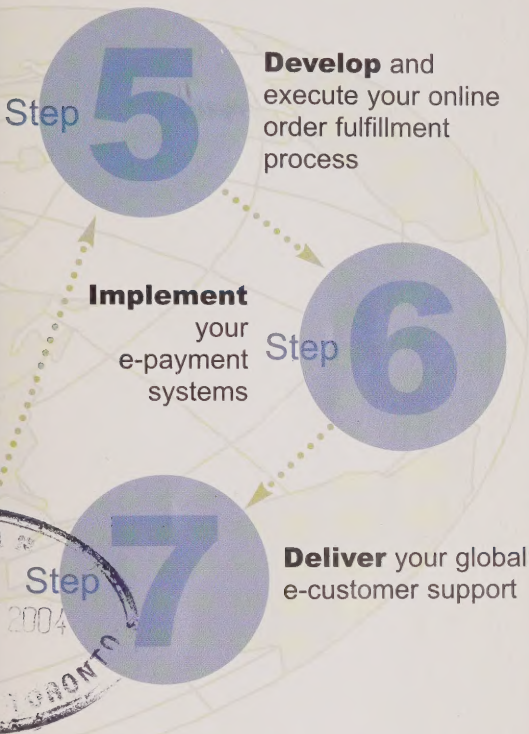 Step 5
Develop and
execute your online
order fulfillment
process
Implement
your
e-payment
systems
Step 6
Step 7
Deliver your global
e-customer support
2004
TORONTO